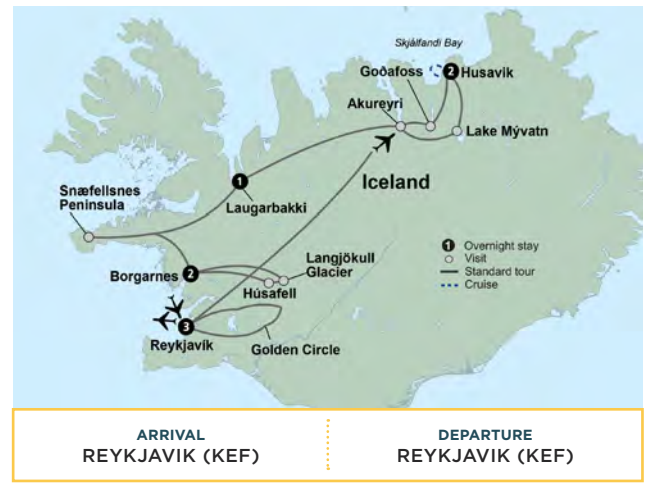 Skjálfandi Bay
Goðafoss
2 Husavik
Akureyri
Lake Mývatn
Iceland
1
Laugarbakki
Snæfellsnes
Peninsula
1 Overnight stay
Visit
Standard tour
Cruise
Langjökull
Glacier
Borgarnes 2
Húsafell
3
Reykjavík
Golden Circle
ARRIVAL
REYKJAVIK (KEF)
DEPARTURE
REYKJAVIK (KEF)